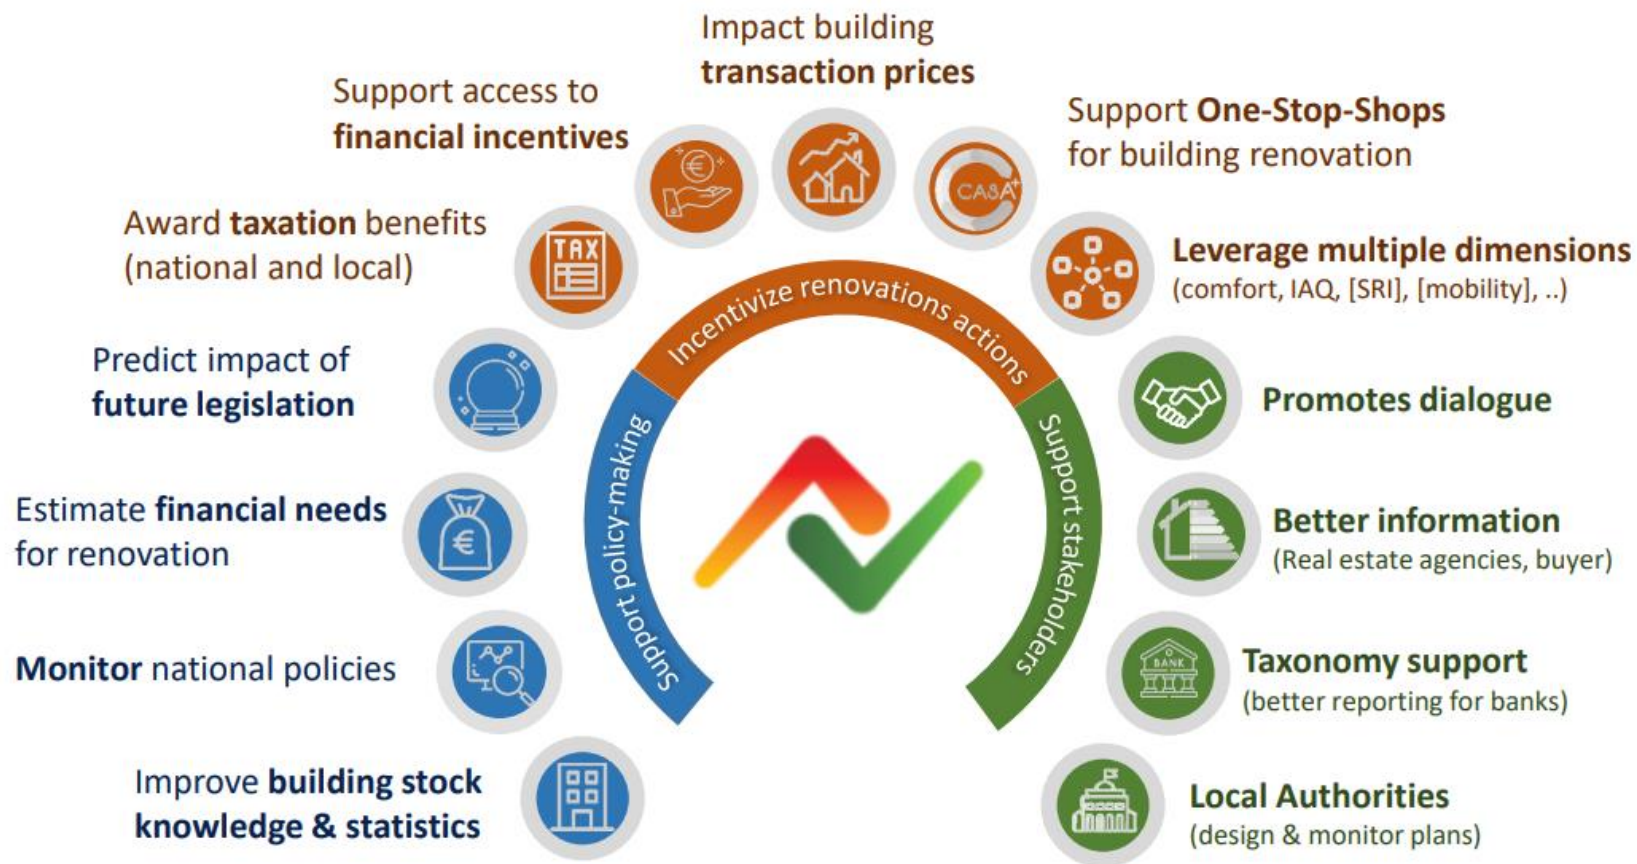 Impact building
transaction prices
Support access to
financial incentives
Support One-Stop-Shops
for building renovation
CASA+
Award taxation benefits
(national and local)
TAX
Leverage multiple dimensions
(comfort, IAQ, [SRI], [mobility], ..)
Incentivize renovations actions
Predict impact of
future legislation
Promotes dialogue
Support policy-making
Support stakeholders
Estimate financial needs
for renovation
€
€
Better information
(Real estate agencies, buyer)
Monitor national policies
BANK
Taxonomy support
(better reporting for banks)
Improve building stock
knowledge & statistics
Local Authorities
(design & monitor plans)